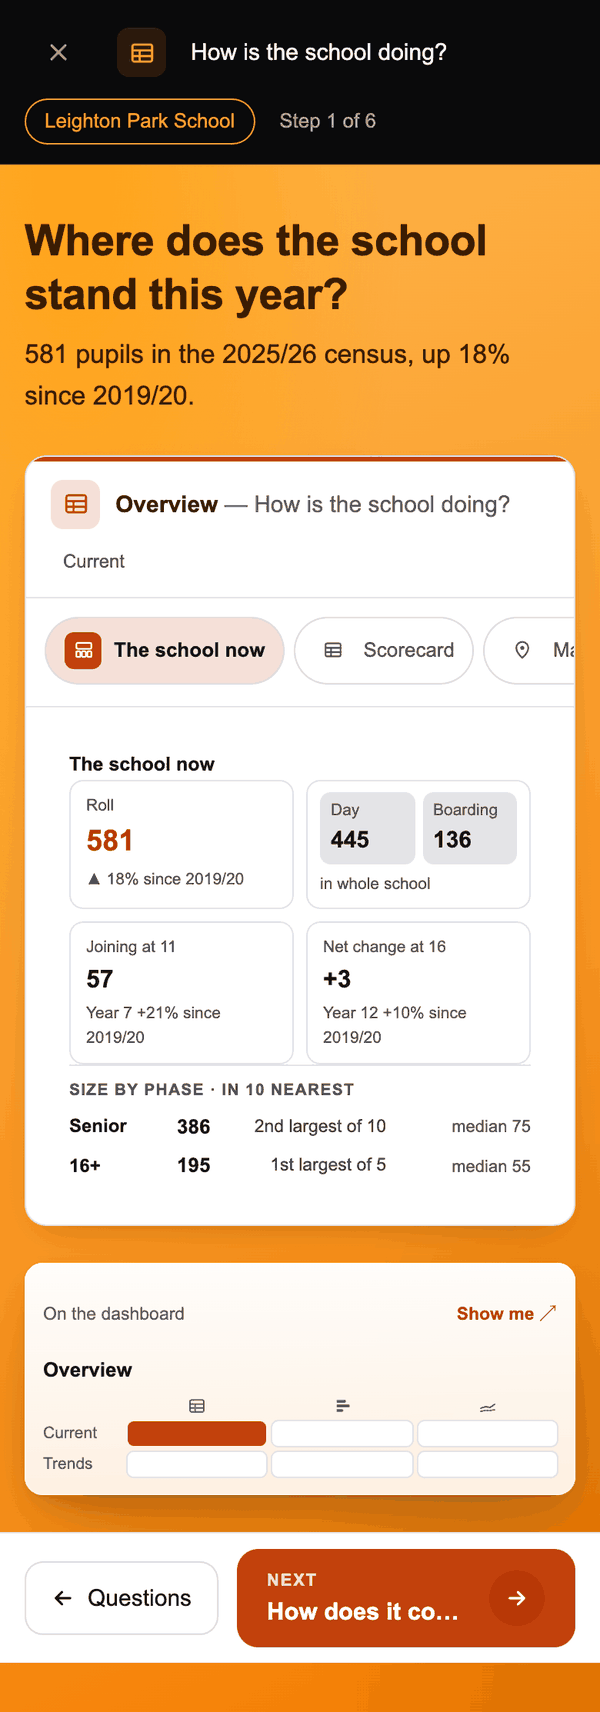 How is the school doing?
Leighton Park School
Step 1 of 6
Where does the school
stand this year?
581 pupils in the 2025/26 census, up 18%
since 2019/20.
Overview — How is the school doing?
Current
The school now
Scorecard
Ma
The school now
Roll
581
▲ 18% since 2019/20
Day
445
Boarding
136
in whole school
Joining at 11
57
Year 7 +21% since
2019/20
Net change at 16
+3
Year 12 +10% since
2019/20
SIZE BY PHASE · IN 10 NEAREST
Senior 386 2nd largest of 10 median 75
16+ 195 1st largest of 5 median 55
On the dashboard
Show me ↗
Overview
Current
Trends
← Questions
NEXT
How does it co...
→